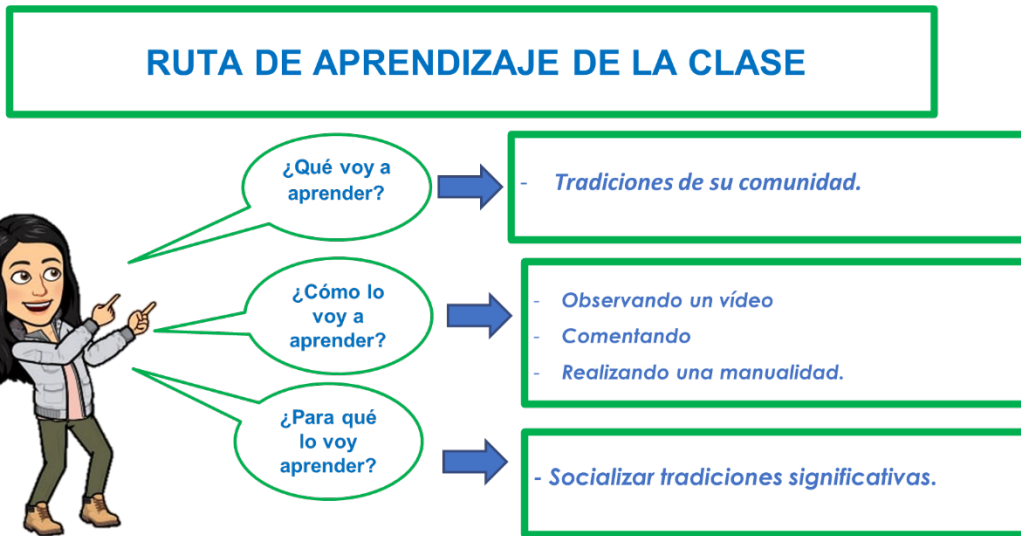 RUTA DE APRENDIZAJE DE LA CLASE
¿Qué voy a
aprender?
- Tradiciones de su comunidad.
¿Cómo lo
voy a
aprender?
- Observando un vídeo
- Comentando
- Realizando una manualidad.
¿Para qué
lo voy
aprender?
- Socializar tradiciones significativas.